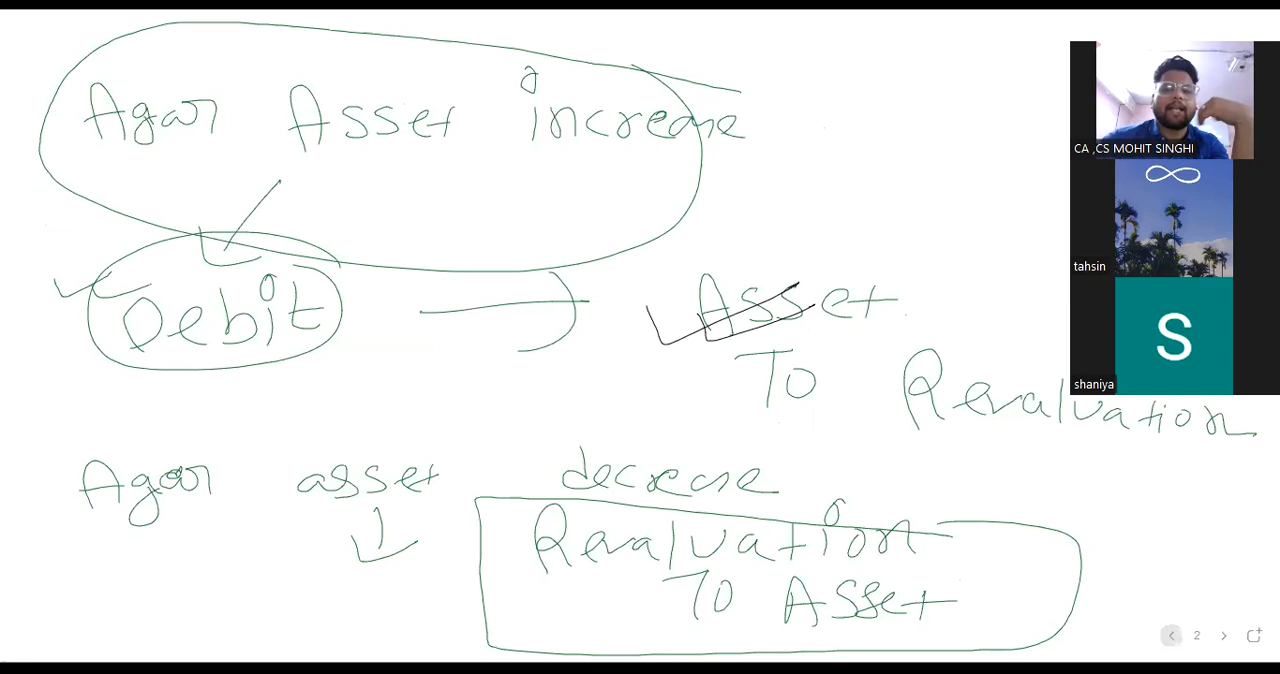 Agar Asset increase
Debit Asset
To Revaluation
Agar asset decrease
Revaluation
To Asset
CA ,CS MOHIT SINGHI
tahsin
S
shaniya
2